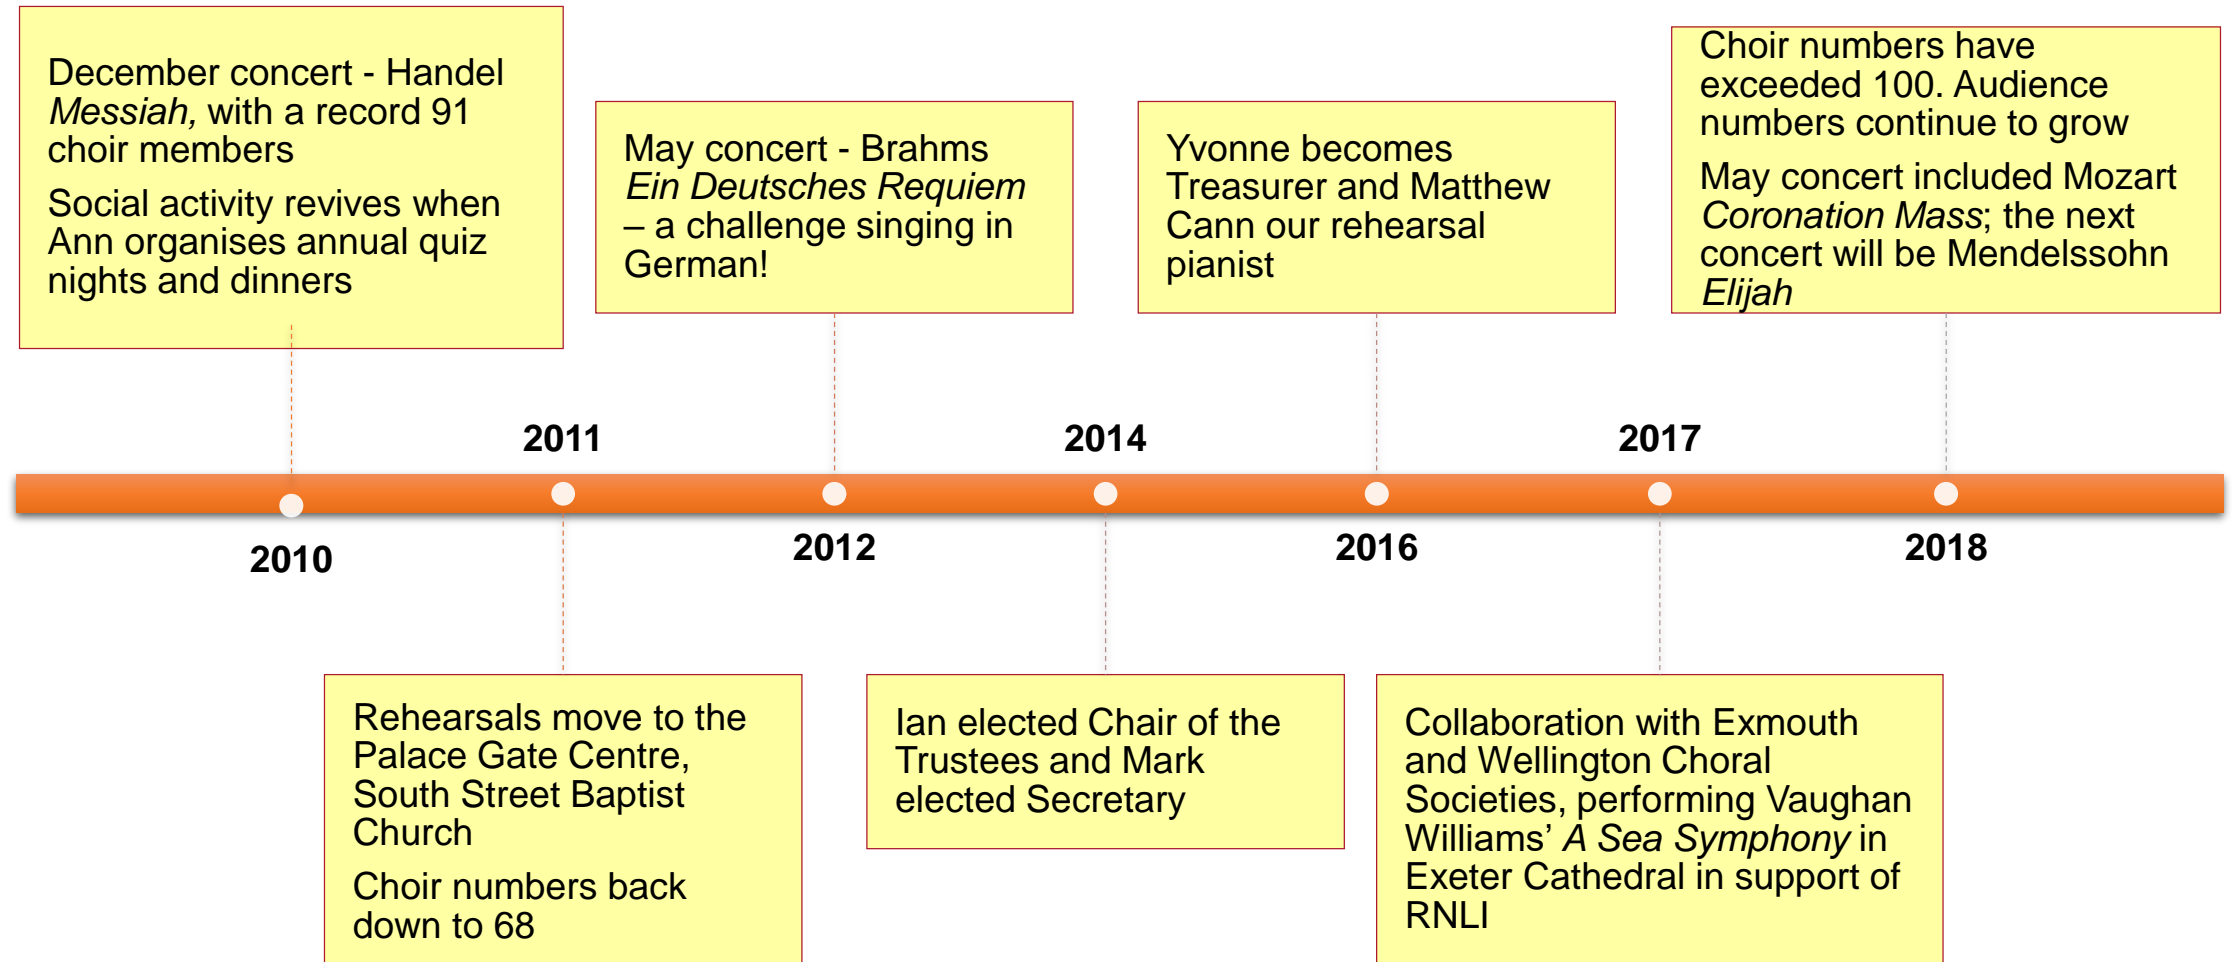 December concert - Handel
Messiah, with a record 91
choir members
Social activity revives when
Ann organises annual quiz
nights and dinners
May concert - Brahms
Ein Deutsches Requiem
– a challenge singing in
German!
Yvonne becomes
Treasurer and Matthew
Cann our rehearsal
pianist
Choir numbers have
exceeded 100. Audience
numbers continue to grow
May concert included Mozart
Coronation Mass; the next
concert will be Mendelssohn
Elijah
2011
2014
2017
2010
2012
2016
2018
Rehearsals move to the
Palace Gate Centre,
South Street Baptist
Church
Choir numbers back
down to 68
Ian elected Chair of the
Trustees and Mark
elected Secretary
Collaboration with Exmouth
and Wellington Choral
Societies, performing Vaughan
Williams’ A Sea Symphony in
Exeter Cathedral in support of
RNLI